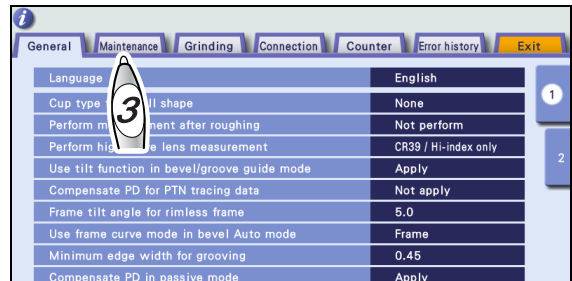 i
General Maintenance Grinding Connection Counter Error history Exit
Language English
Cup type ll shape None
Perform m ent after roughing Not perform
Perform hig e lens measurement CR39 / Hi-index only
Use tilt function in bevel/groove guide mode Apply
Compensate PD for PTN tracing data Not apply
Frame tilt angle for rimless frame 5.0
Use frame curve mode in bevel Auto mode Frame
Minimum edge width for grooving 0.45
Compensate PD in passive mode Apply
1
2
3